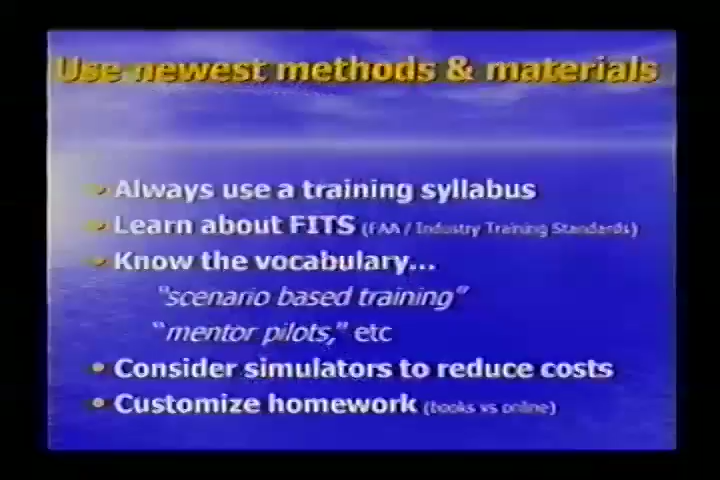 Use newest methods & materials
Always use a training syllabus
Learn about FITS (FAA / Industry Training Standards)
Know the vocabulary...
"scenario based training"
"mentor pilots," etc
Consider simulators to reduce costs
Customize homework (books vs online)